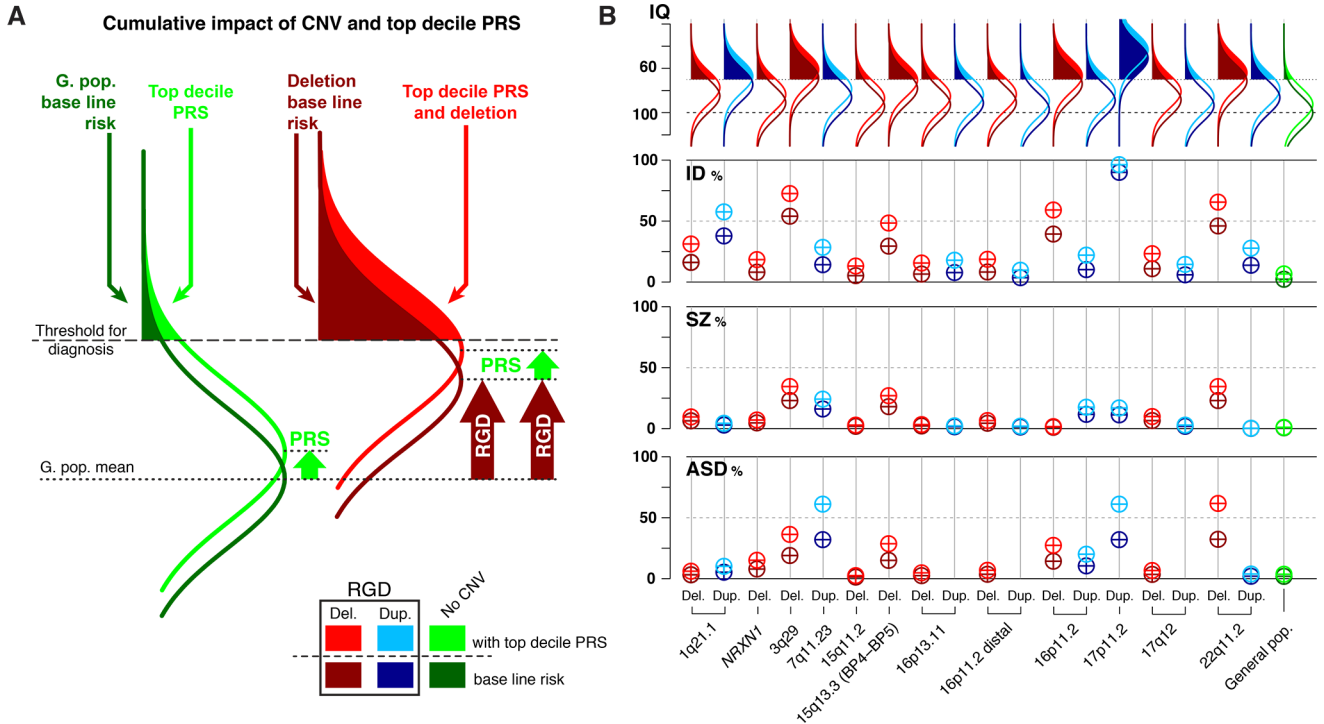 A
Cumulative impact of CNV and top decile PRS
G. pop.
base line
risk
Top decile
PRS
Deletion
base line
risk
Top decile PRS
and deletion
Threshold for
diagnosis
PRS
RGD
RGD
PRS
G. pop. mean
RGD
No CNV
Del.
Dup.
with top decile PRS
base line risk
B
IQ
60
100
ID %
100
50
0
SZ %
100
50
0
ASD %
100
50
0
Del. Dup. Del. Del. Dup. Del. Del. Del. Dup. Del. Dup. Del. Dup. Dup. Del. Dup. Del. Dup.
1q21.1
NRXN1
3q29
7q11.23
15q11.2
15q13.3 (BP4–BP5)
16p13.11
16p11.2 distal
16p11.2
17p11.2
17q12
22q11.2
General pop.